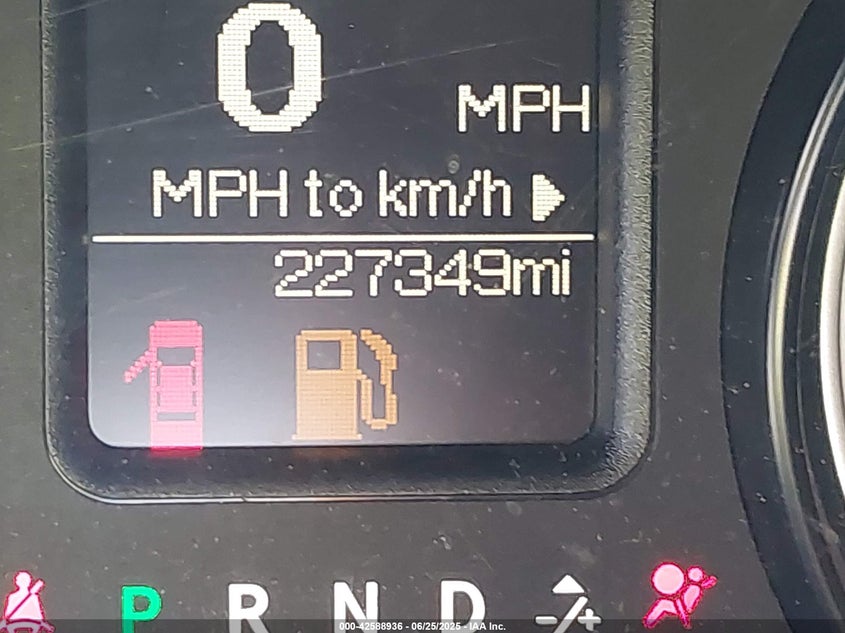 0
MPH
MPH to km/h ▶
227349mi
P R N D -/+
000-42588936 - 06/25/2025 - IAA Inc.